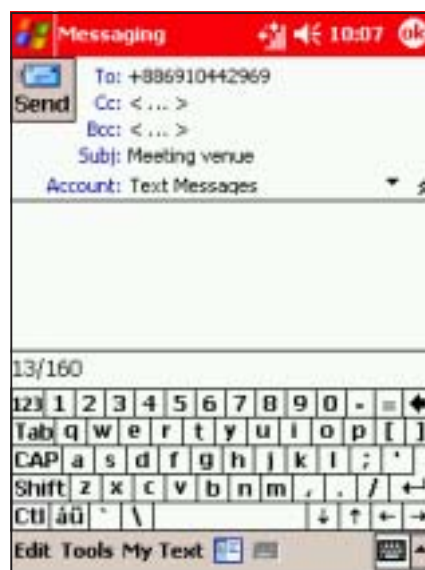 Messaging 10:07 ok
Send
To: +886910442969
Cc: < ... >
Bcc: < ... >
Subj: Meeting venue
Account: Text Messages
13/160
123 1 2 3 4 5 6 7 8 9 0 - =
Tab q w e r t y u i o p [ ]
CAP a s d f g h j k l ; '
Shift z x c v b n m , . /
Ctl áü ` \
Edit Tools My Text